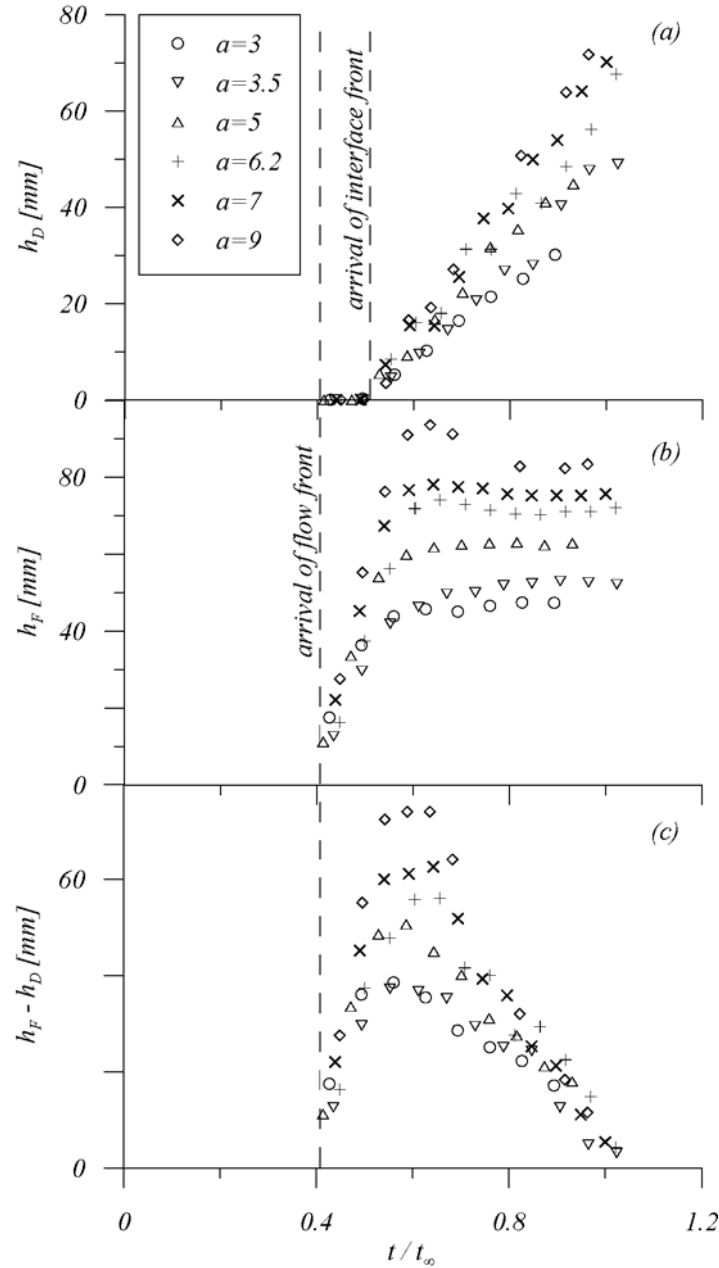 80
(a)
a=3
a=3.5
a=5
a=6.2
a=7
a=9
60
40
20
0
h_D [mm]
arrival of interface front
(b)
80
40
0
h_F [mm]
arrival of flow front
(c)
60
0
h_F - h_D [mm]
0
0.4
0.8
1.2
t / t_∞